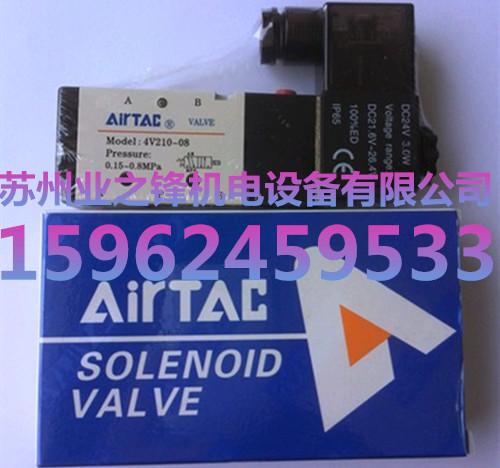 A B
AirTAC ® VALVE
Model: 4V210-08
Pressure:
0.15-0.8MPa
DC24V 3.0W
Voltage range
DC21.6V-26.4
100%ED
IP65
CE
苏州业之锋机电设备有限公司
15962459533
AirTAC
SOLENOID
VALVE